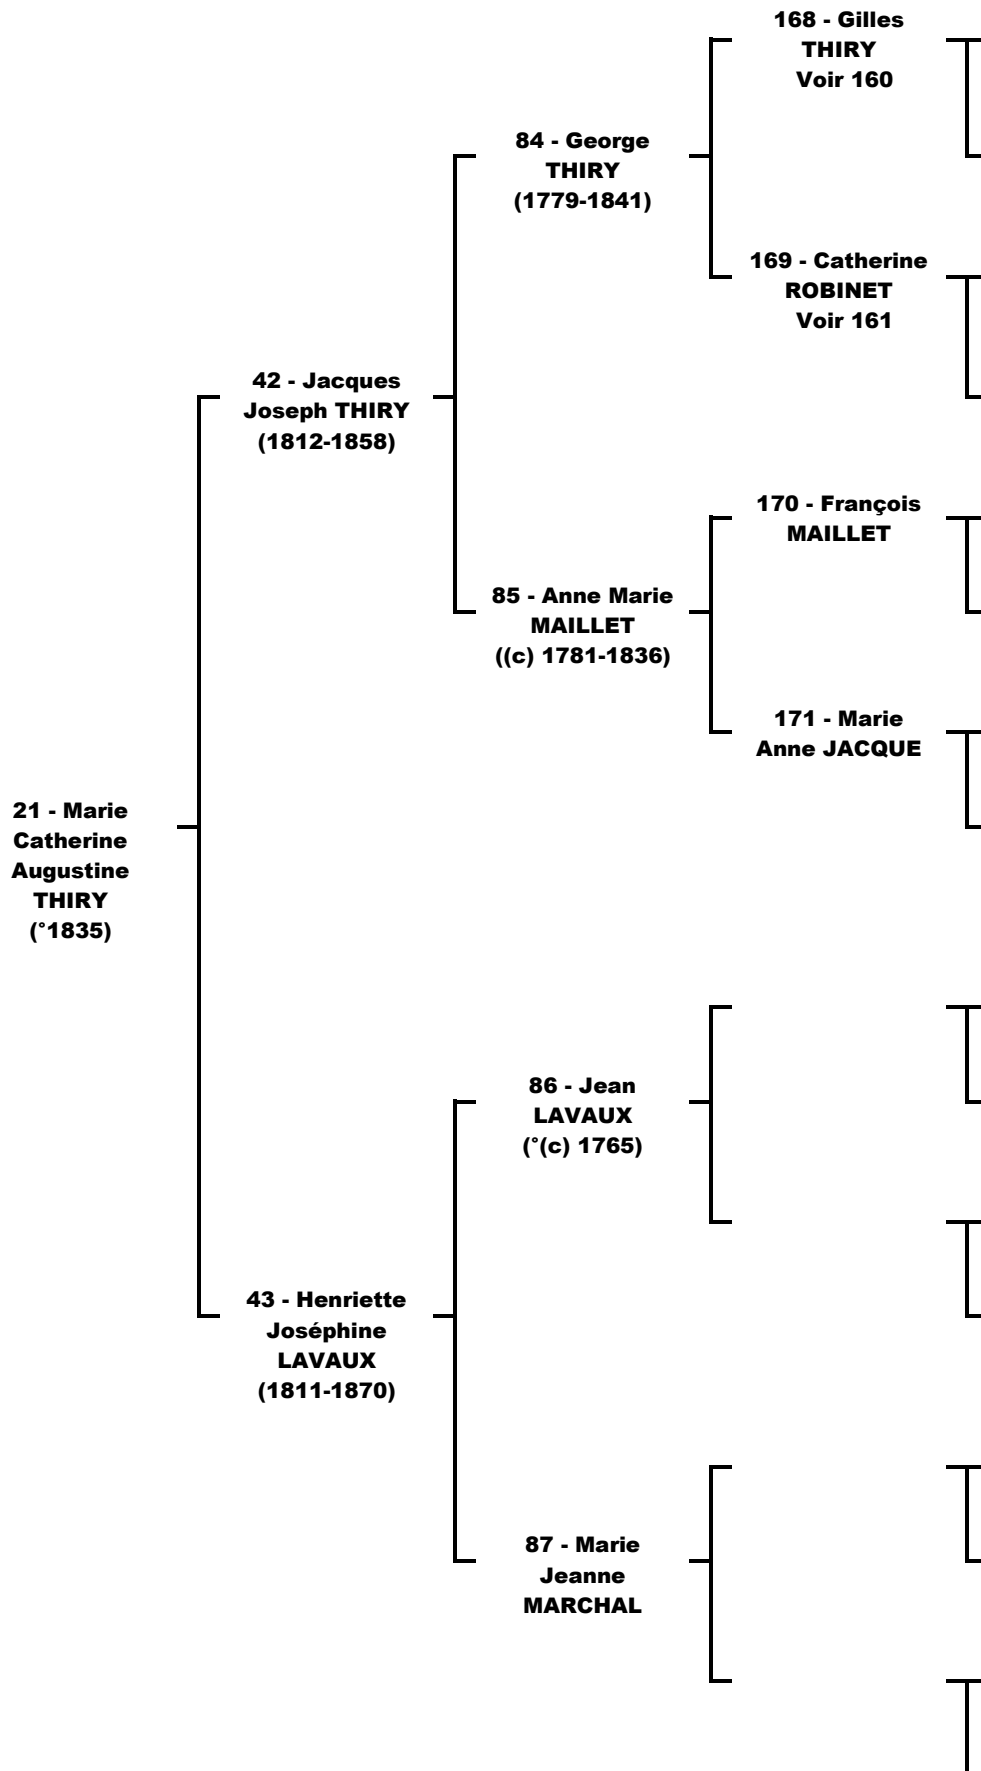 168 - Gilles
THIRY
Voir 160
84 - George
THIRY
(1779-1841)
169 - Catherine
ROBINET
Voir 161
42 - Jacques
Joseph THIRY
(1812-1858)
170 - François
MAILLET
85 - Anne Marie
MAILLET
((c) 1781-1836)
171 - Marie
Anne JACQUE
21 - Marie
Catherine
Augustine
THIRY
(°1835)
86 - Jean
LAVAUX
(°(c) 1765)
43 - Henriette
Joséphine
LAVAUX
(1811-1870)
87 - Marie
Jeanne
MARCHAL